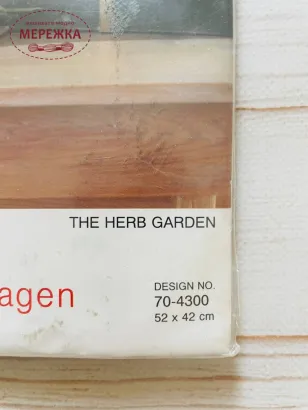 МЕРЕЖКА
THE HERB GARDEN
agen
DESIGN NO.
70-4300
52 x 42 cm